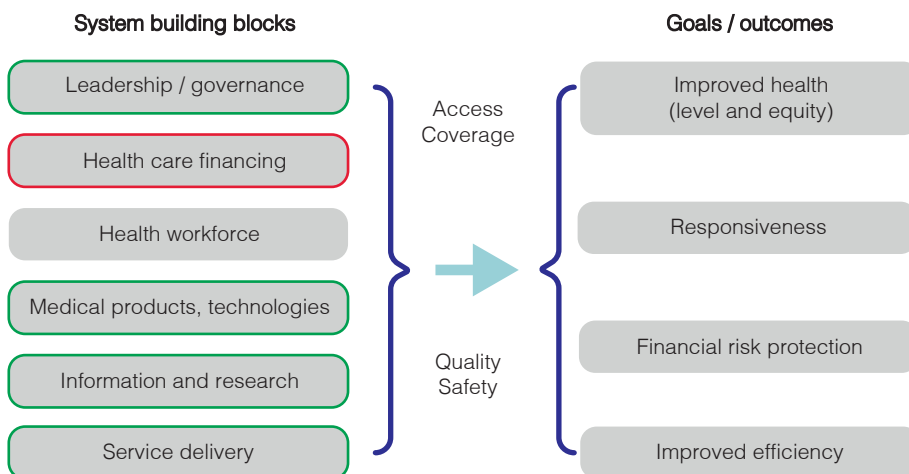 System building blocks
Leadership / governance
Health care financing
Health workforce
Medical products, technologies
Information and research
Service delivery
Access
Coverage
Quality
Safety
Goals / outcomes
Improved health
(level and equity)
Responsiveness
Financial risk protection
Improved efficiency